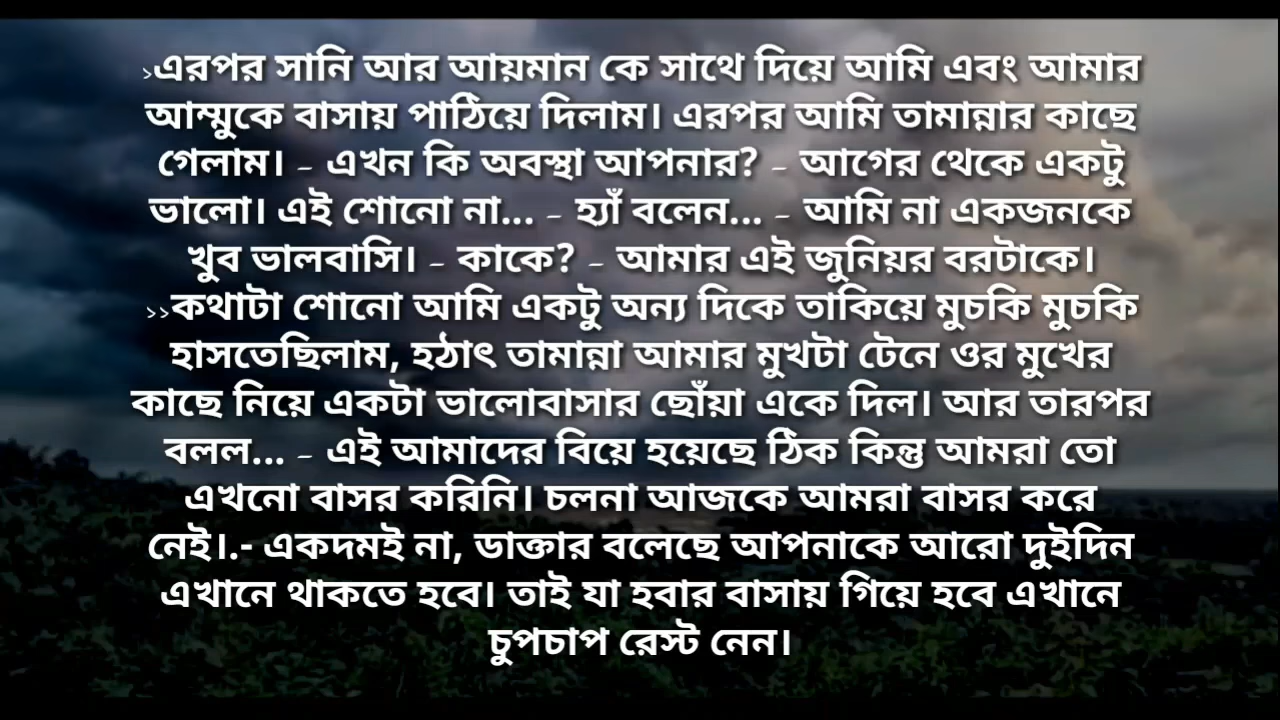 >এরপর সানি আর আয়মান কে সাথে দিয়ে আমি এবং আমার
আম্মুকে বাসায় পাঠিয়ে দিলাম। এরপর আমি তামান্নার কাছে
গেলাম। – এখন কি অবস্থা আপনার? – আগের থেকে একটু
ভালো। এই শোনো না... – হ্যাঁ বলেন... – আমি না একজনকে
খুব ভালবাসি। – কাকে? – আমার এই জুনিয়র বরটাকে।
>>কথাটা শোনো আমি একটু অন্য দিকে তাকিয়ে মুচকি মুচকি
হাসতেছিলাম, হঠাৎ তামান্না আমার মুখটা টেনে ওর মুখের
কাছে নিয়ে একটা ভালোবাসার ছোঁয়া একে দিল। আর তারপর
বলল... – এই আমাদের বিয়ে হয়েছে ঠিক কিন্তু আমরা তো
এখনো বাসর করিনি। চলনা আজকে আমরা বাসর করে
নেই।.- একদমই না, ডাক্তার বলেছে আপনাকে আরো দুইদিন
এখানে থাকতে হবে। তাই যা হবার বাসায় গিয়ে হবে এখানে
চুপচাপ রেস্ট নেন।